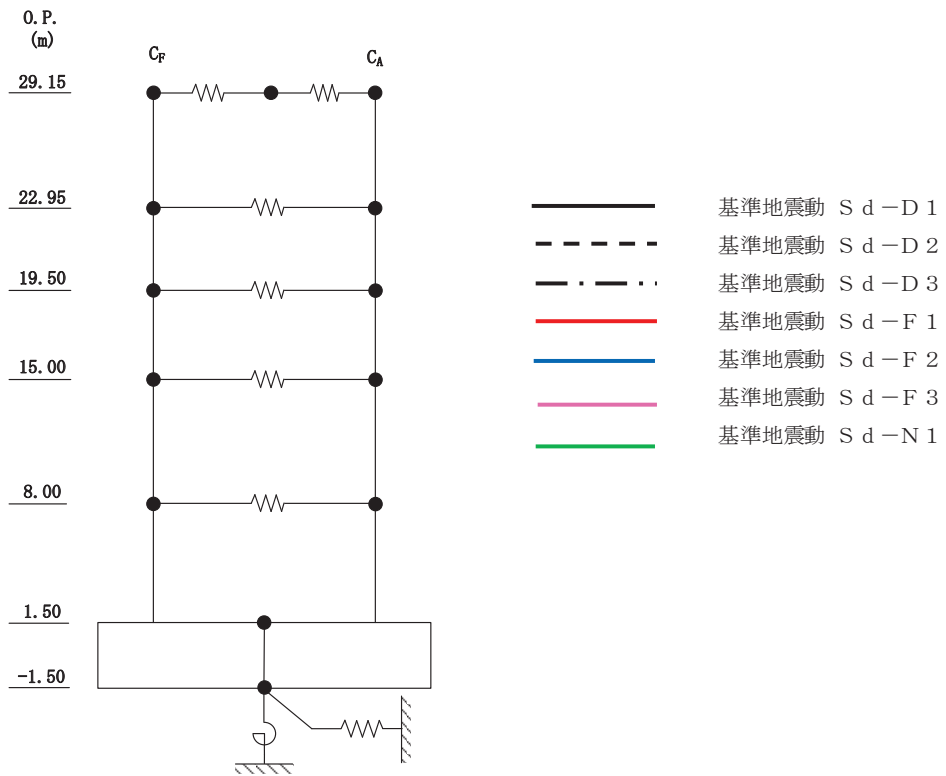 O.P.
(m)
C_F
C_A
29.15
22.95
19.50
15.00
8.00
1.50
-1.50
基準地震動 Ｓｄ－Ｄ１
基準地震動 Ｓｄ－Ｄ２
基準地震動 Ｓｄ－Ｄ３
基準地震動 Ｓｄ－Ｆ１
基準地震動 Ｓｄ－Ｆ２
基準地震動 Ｓｄ－Ｆ３
基準地震動 Ｓｄ－Ｎ１